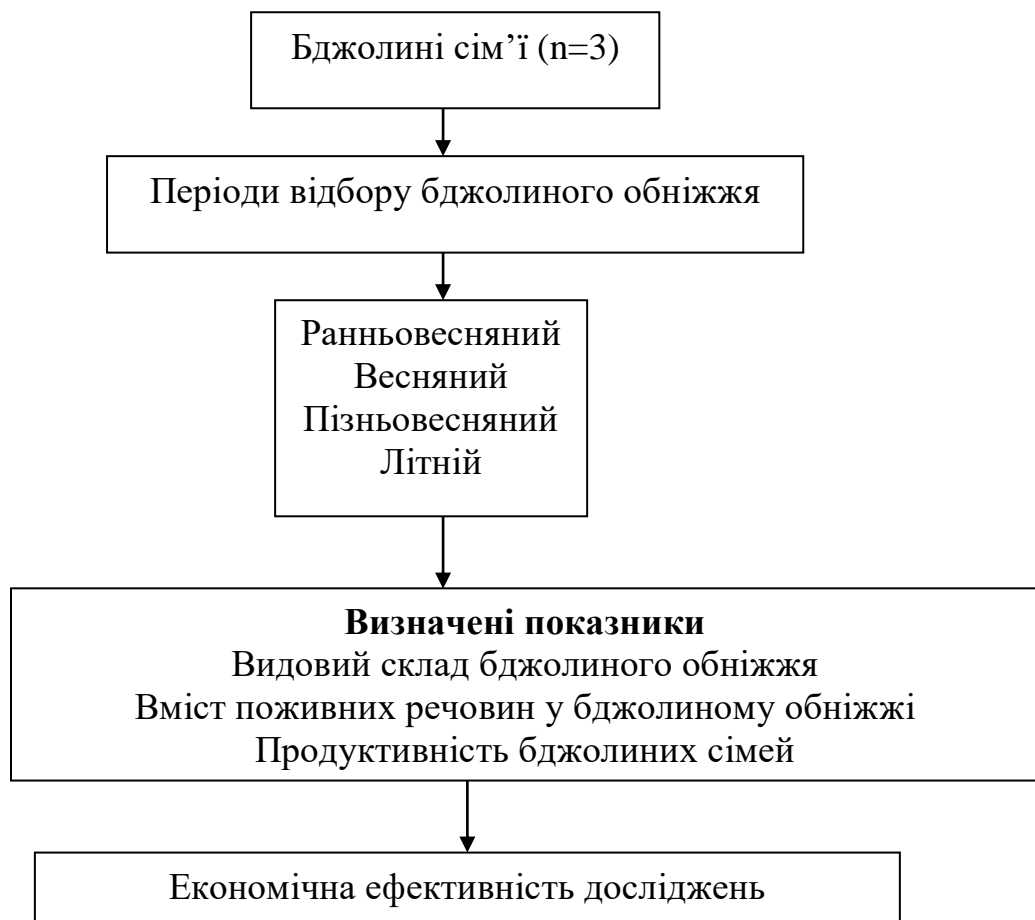 Бджолині сім’ї (n=3)
Періоди відбору бджолиного обніжжя
Ранньовесняний
Весняний
Пізньовесняний
Літній
Визначені показники
Видовий склад бджолиного обніжжя
Вміст поживних речовин у бджолиному обніжжі
Продуктивність бджолиних сімей
Економічна ефективність досліджень